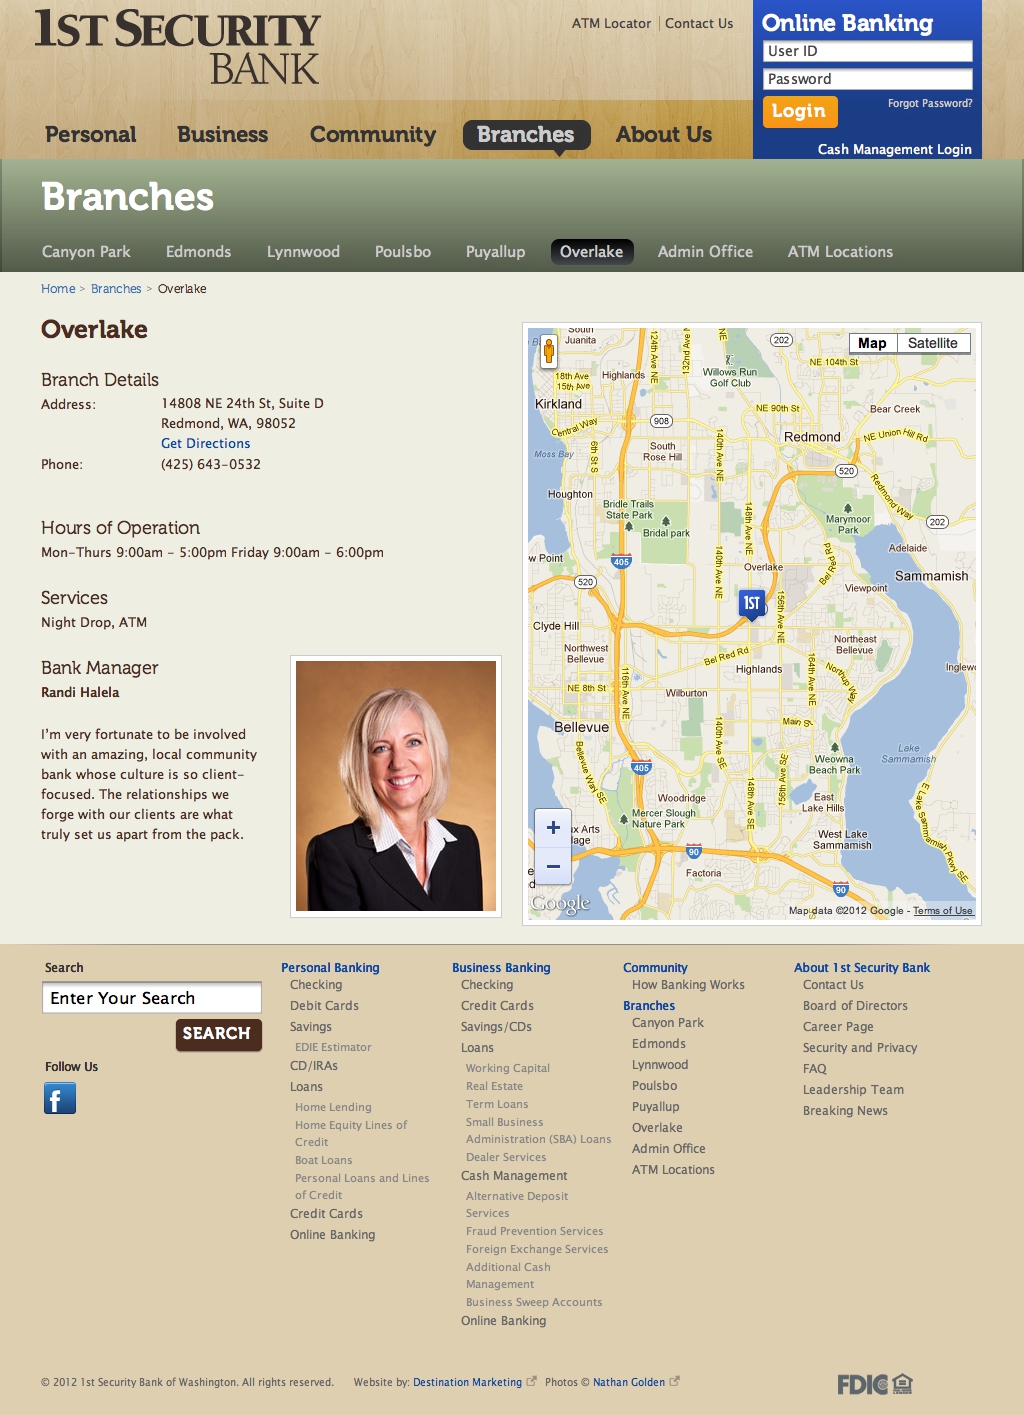 1ST SECURITY
BANK
ATM Locator
Contact Us
Online Banking
User ID
Password
Login
Forgot Password?
Cash Management Login
Personal
Business
Community
Branches
About Us
Branches
Canyon Park
Edmonds
Lynnwood
Poulsbo
Puyallup
Overlake
Admin Office
ATM Locations
Home > Branches > Overlake
Overlake
Branch Details
Address: 14808 NE 24th St, Suite D
Redmond, WA, 98052
Get Directions
Phone: (425) 643-0532
Hours of Operation
Mon-Thurs 9:00am - 5:00pm Friday 9:00am - 6:00pm
Services
Night Drop, ATM
Bank Manager
Randi Halela
I'm very fortunate to be involved
with an amazing, local community
bank whose culture is so client-
focused. The relationships we
forge with our clients are what
truly set us apart from the pack.
Map
Satellite
South
Juanita
124th Ave NE
132nd Ave N
NE
202
NE 104th St
Willows Run
Golf Club
18th Ave
15th Ave
Highlands
Kirkland
908
NE 90th St
Bear Creek
Central Way
6th St S
South
Rose Hill
140th Ave NE
Redmond
NE Union Hill Rd
Moss Bay
520
Redmond Way
Houghton
Bridle Trails
State Park
Bridal park
148th Ave NE
Marymoor
Park
202
w Point
405
140th Ave NE
Overlake
Bel Red Rd
Adelaide
Sammamish
520
Viewpoint
1ST
156th Ave NE
Clyde Hill
Northwest
Bellevue
Bel Red Rd
Highlands
Northeast
Bellevue
Inglew
116th Ave NE
NE 8th St
Wilburton
164th Ave NE
Northup Way
Bellevue
140th Ave SE
Main St
Bellevue Way SE
405
148th Ave SE
156th Ave SE
Weowna
Beach Park
Lake
Sammamish
Woodridge
Mercer Slough
Nature Park
East
Lake Hills
E Lake Sammamish Pkwy SE
+
x Arts
lage
West Lake
Sammamish
−
90
Factoria
90
Google
Map data ©2012 Google - Terms of Use
Search
Enter Your Search
SEARCH
Follow Us
f
Personal Banking
Checking
Debit Cards
Savings
EDIE Estimator
CD/IRAs
Loans
Home Lending
Home Equity Lines of
Credit
Boat Loans
Personal Loans and Lines
of Credit
Credit Cards
Online Banking
Business Banking
Checking
Credit Cards
Savings/CDs
Loans
Working Capital
Real Estate
Term Loans
Small Business
Administration (SBA) Loans
Dealer Services
Cash Management
Alternative Deposit
Services
Fraud Prevention Services
Foreign Exchange Services
Additional Cash
Management
Business Sweep Accounts
Online Banking
Community
How Banking Works
Branches
Canyon Park
Edmonds
Lynnwood
Poulsbo
Puyallup
Overlake
Admin Office
ATM Locations
About 1st Security Bank
Contact Us
Board of Directors
Career Page
Security and Privacy
FAQ
Leadership Team
Breaking News
© 2012 1st Security Bank of Washington. All rights reserved. Website by: Destination Marketing Photos © Nathan Golden
FDIC